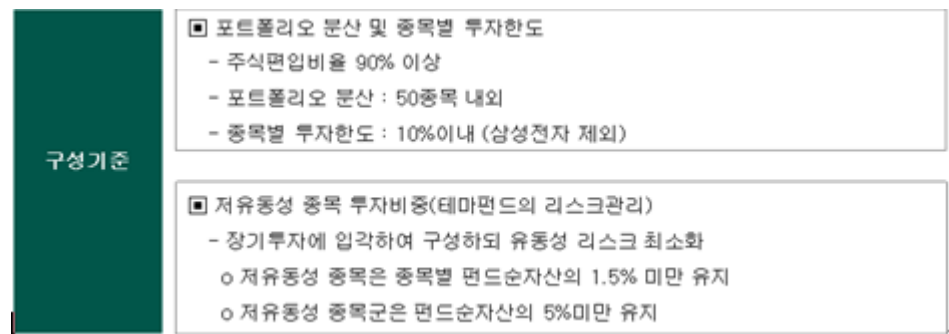 구성기준
▣ 포트폴리오 분산 및 종목별 투자한도
- 주식편입비율 90% 이상
- 포트폴리오 분산 : 50종목 내외
- 종목별 투자한도 : 10%이내 (삼성전자 제외)
▣ 저유동성 종목 투자비중(테마펀드의 리스크관리)
- 장기투자에 입각하여 구성하되 유동성 리스크 최소화
o 저유동성 종목은 종목별 펀드순자산의 1.5% 미만 유지
o 저유동성 종목군은 펀드순자산의 5%미만 유지